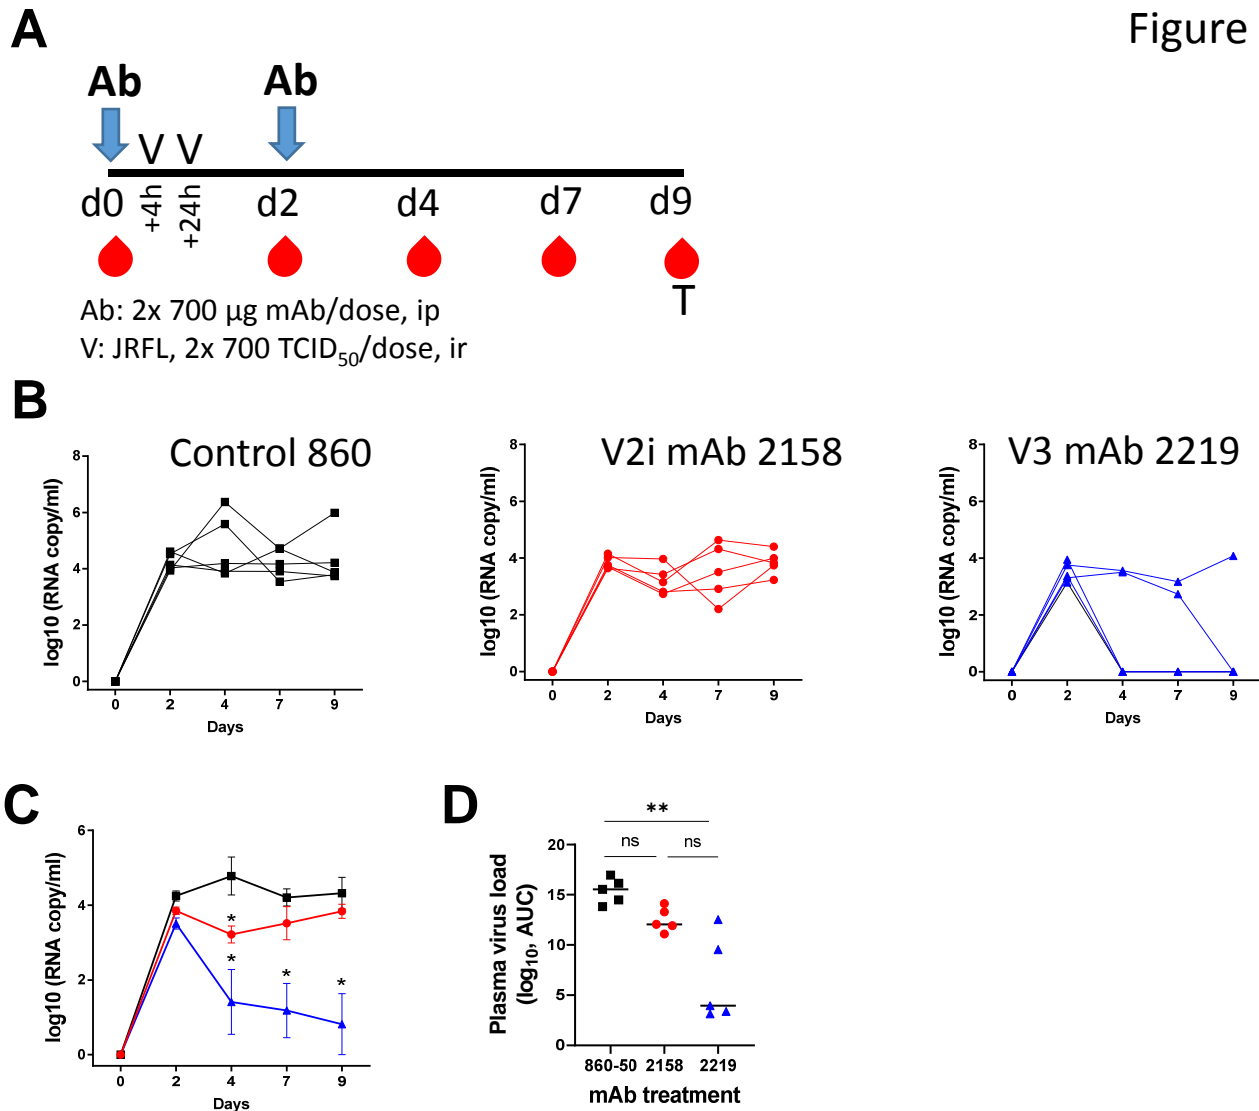 A
Figure
Ab
Ab
V V
d0
+4h
+24h
d2
d4
d7
d9
T
Ab: 2x 700 µg mAb/dose, ip
V: JRFL, 2x 700 TCID50/dose, ir
B
Control 860
log10 (RNA copy/ml)
8
6
4
2
0
0 2 4 7 9
Days
V2i mAb 2158
log10 (RNA copy/ml)
8
6
4
2
0
0 2 4 7 9
Days
V3 mAb 2219
log10 (RNA copy/ml)
8
6
4
2
0
0 2 4 7 9
Days
C
log10 (RNA copy/ml)
6
4
2
0
*
*
*
*
0 2 4 7 9
Days
D
**
ns ns
Plasma virus load
(log10, AUC)
20
15
10
5
0
860-50 2158 2219
mAb treatment